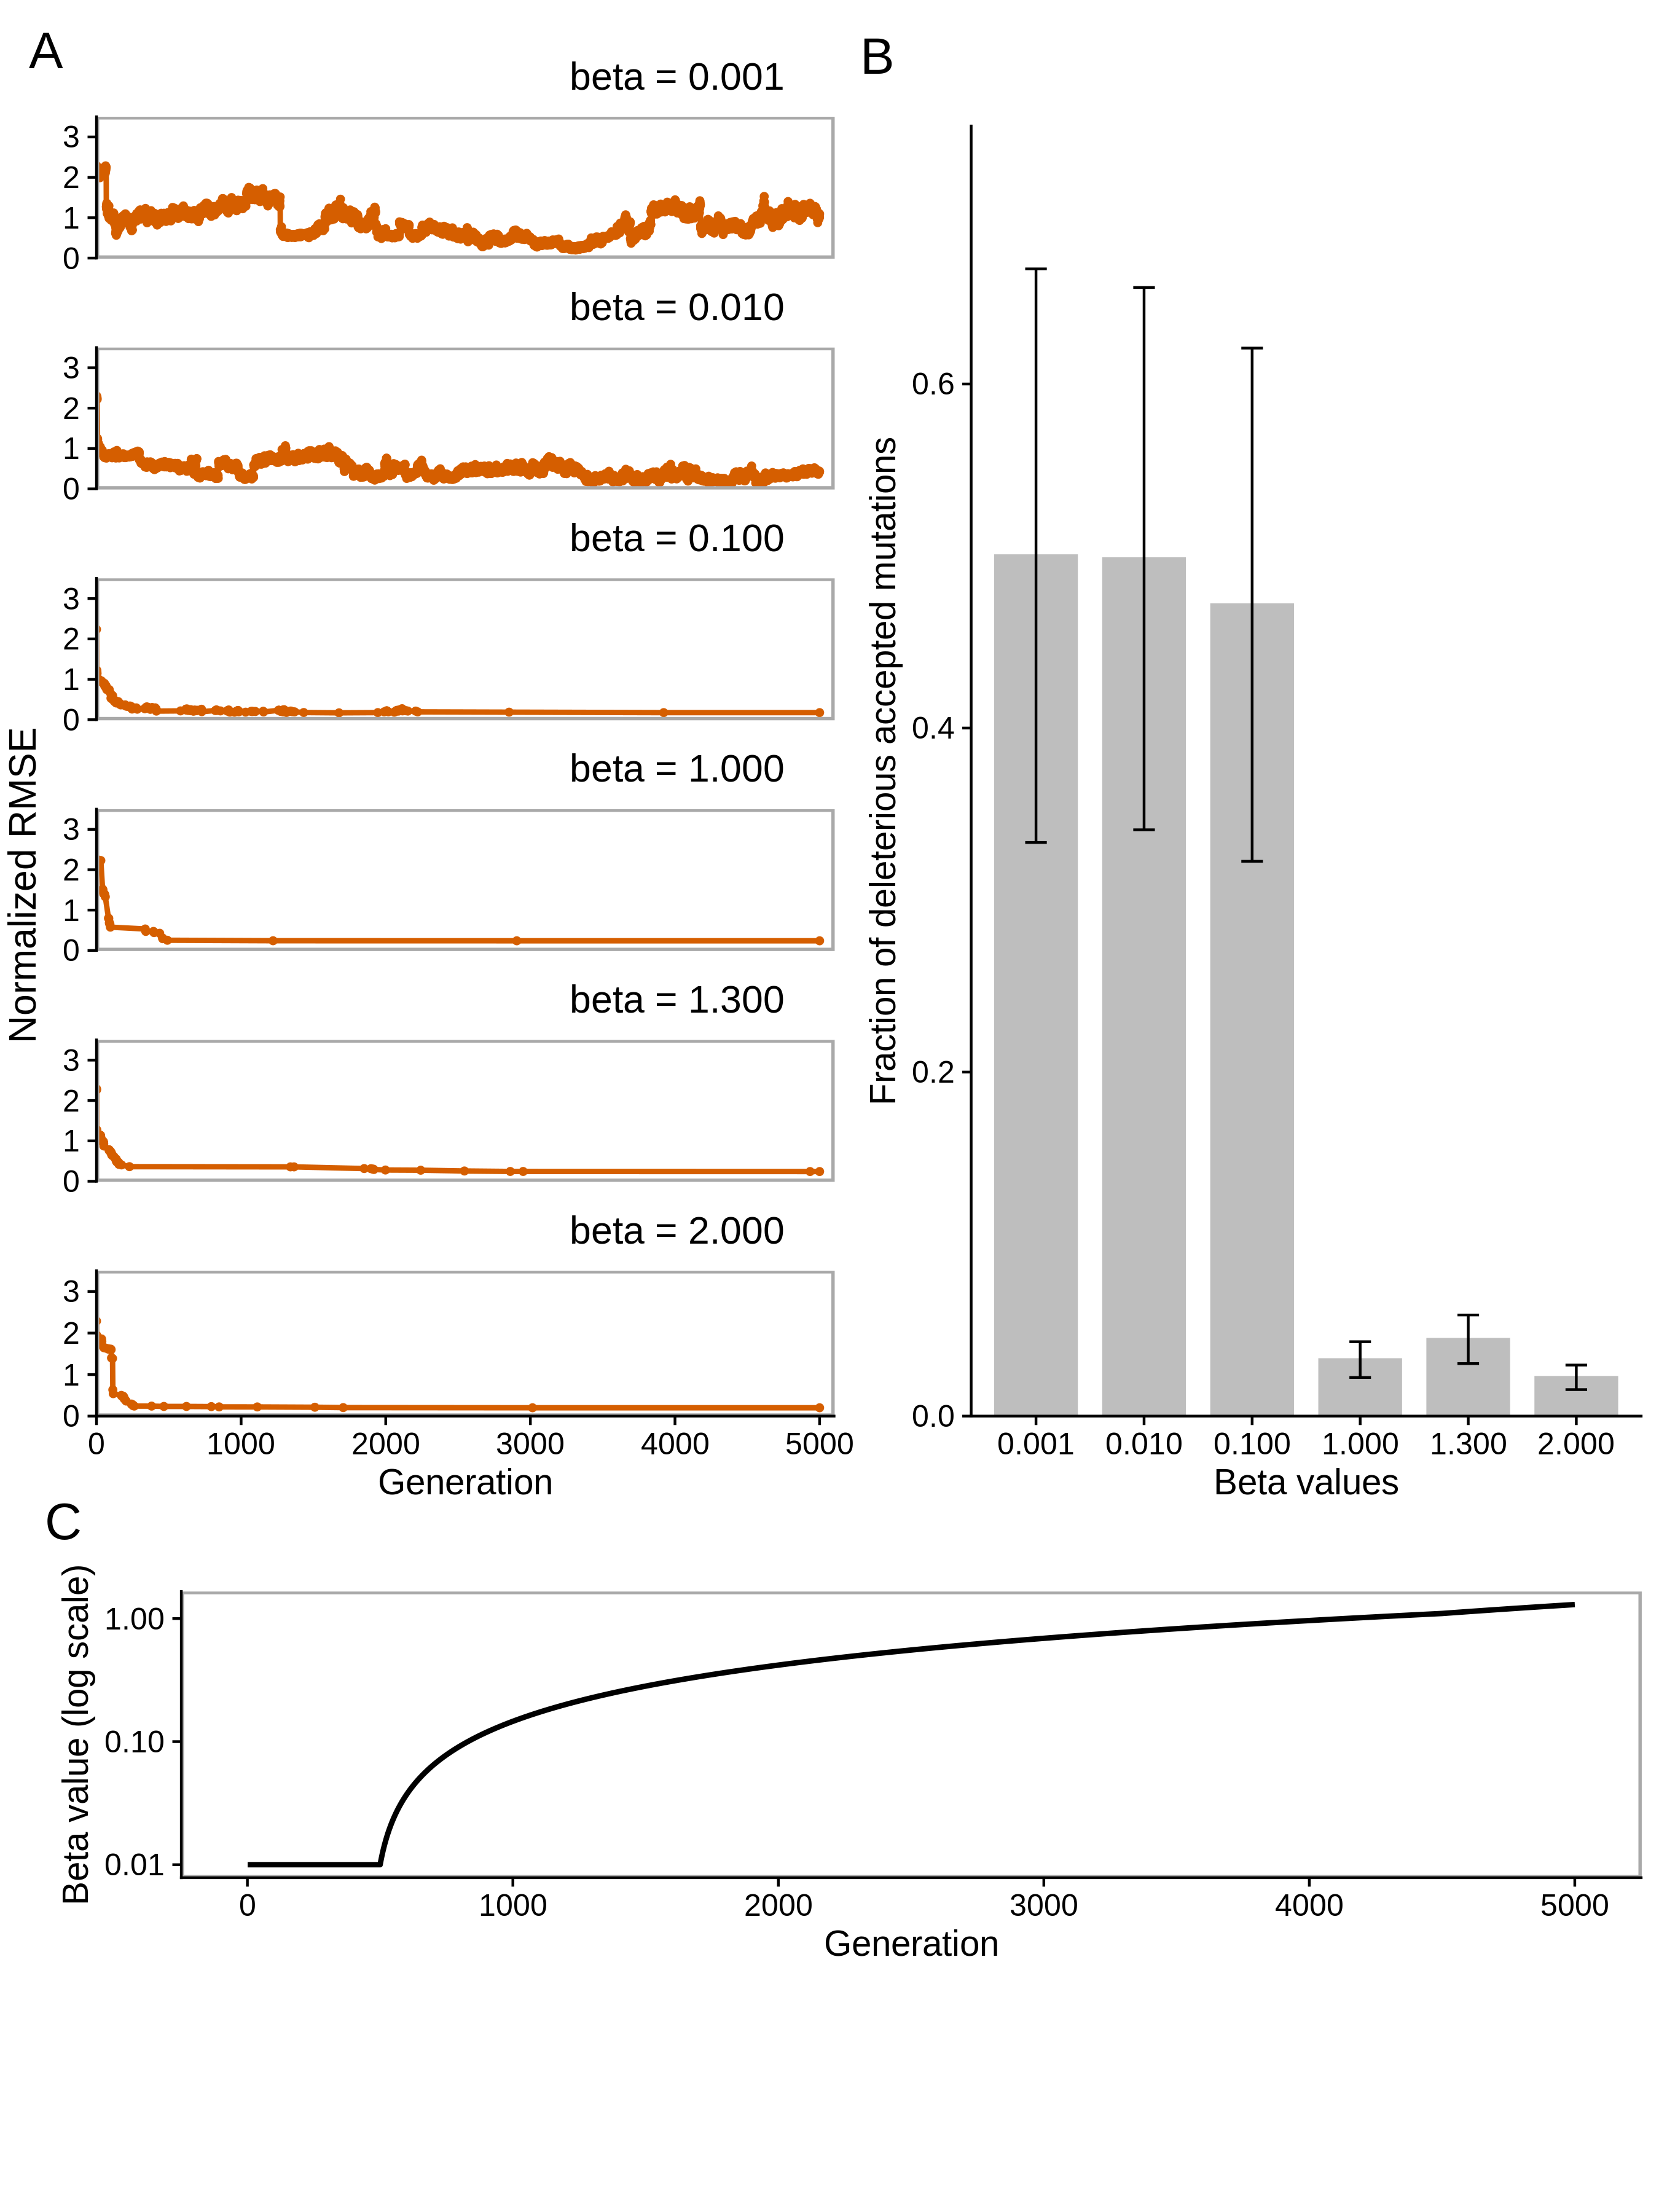 A
beta = 0.001
3
2
1
0
beta = 0.010
3
2
1
0
beta = 0.100
3
2
1
0
beta = 1.000
3
2
1
0
beta = 1.300
3
2
1
0
beta = 2.000
3
2
1
0
0 1000 2000 3000 4000 5000
Generation
Normalized RMSE
B
Fraction of deleterious accepted mutations
0.6
0.4
0.2
0.0
0.001 0.010 0.100 1.000 1.300 2.000
Beta values
C
Beta value (log scale)
1.00
0.10
0.01
0 1000 2000 3000 4000 5000
Generation